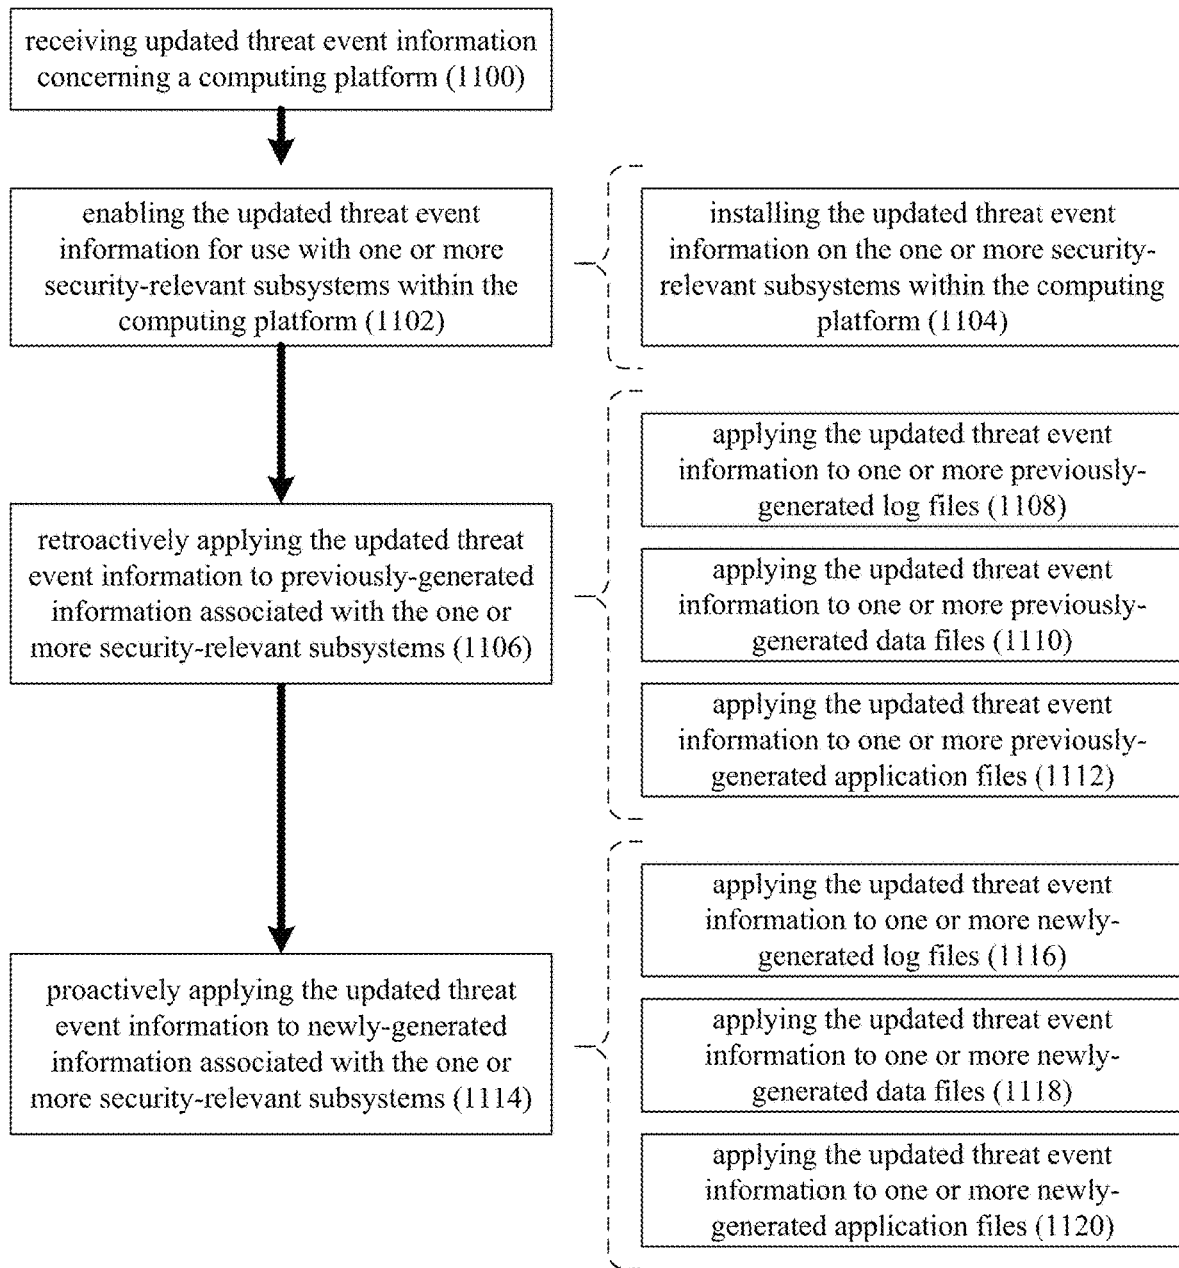 receiving updated threat event information
concerning a computing platform (1100)
enabling the updated threat event
information for use with one or more
security-relevant subsystems within the
computing platform (1102)
installing the updated threat event
information on the one or more security-
relevant subsystems within the computing
platform (1104)
retroactively applying the updated threat
event information to previously-generated
information associated with the one or
more security-relevant subsystems (1106)
applying the updated threat event
information to one or more previously-
generated log files (1108)
applying the updated threat event
information to one or more previously-
generated data files (1110)
applying the updated threat event
information to one or more previously-
generated application files (1112)
proactively applying the updated threat
event information to newly-generated
information associated with the one or
more security-relevant subsystems (1114)
applying the updated threat event
information to one or more newly-
generated log files (1116)
applying the updated threat event
information to one or more newly-
generated data files (1118)
applying the updated threat event
information to one or more newly-
generated application files (1120)